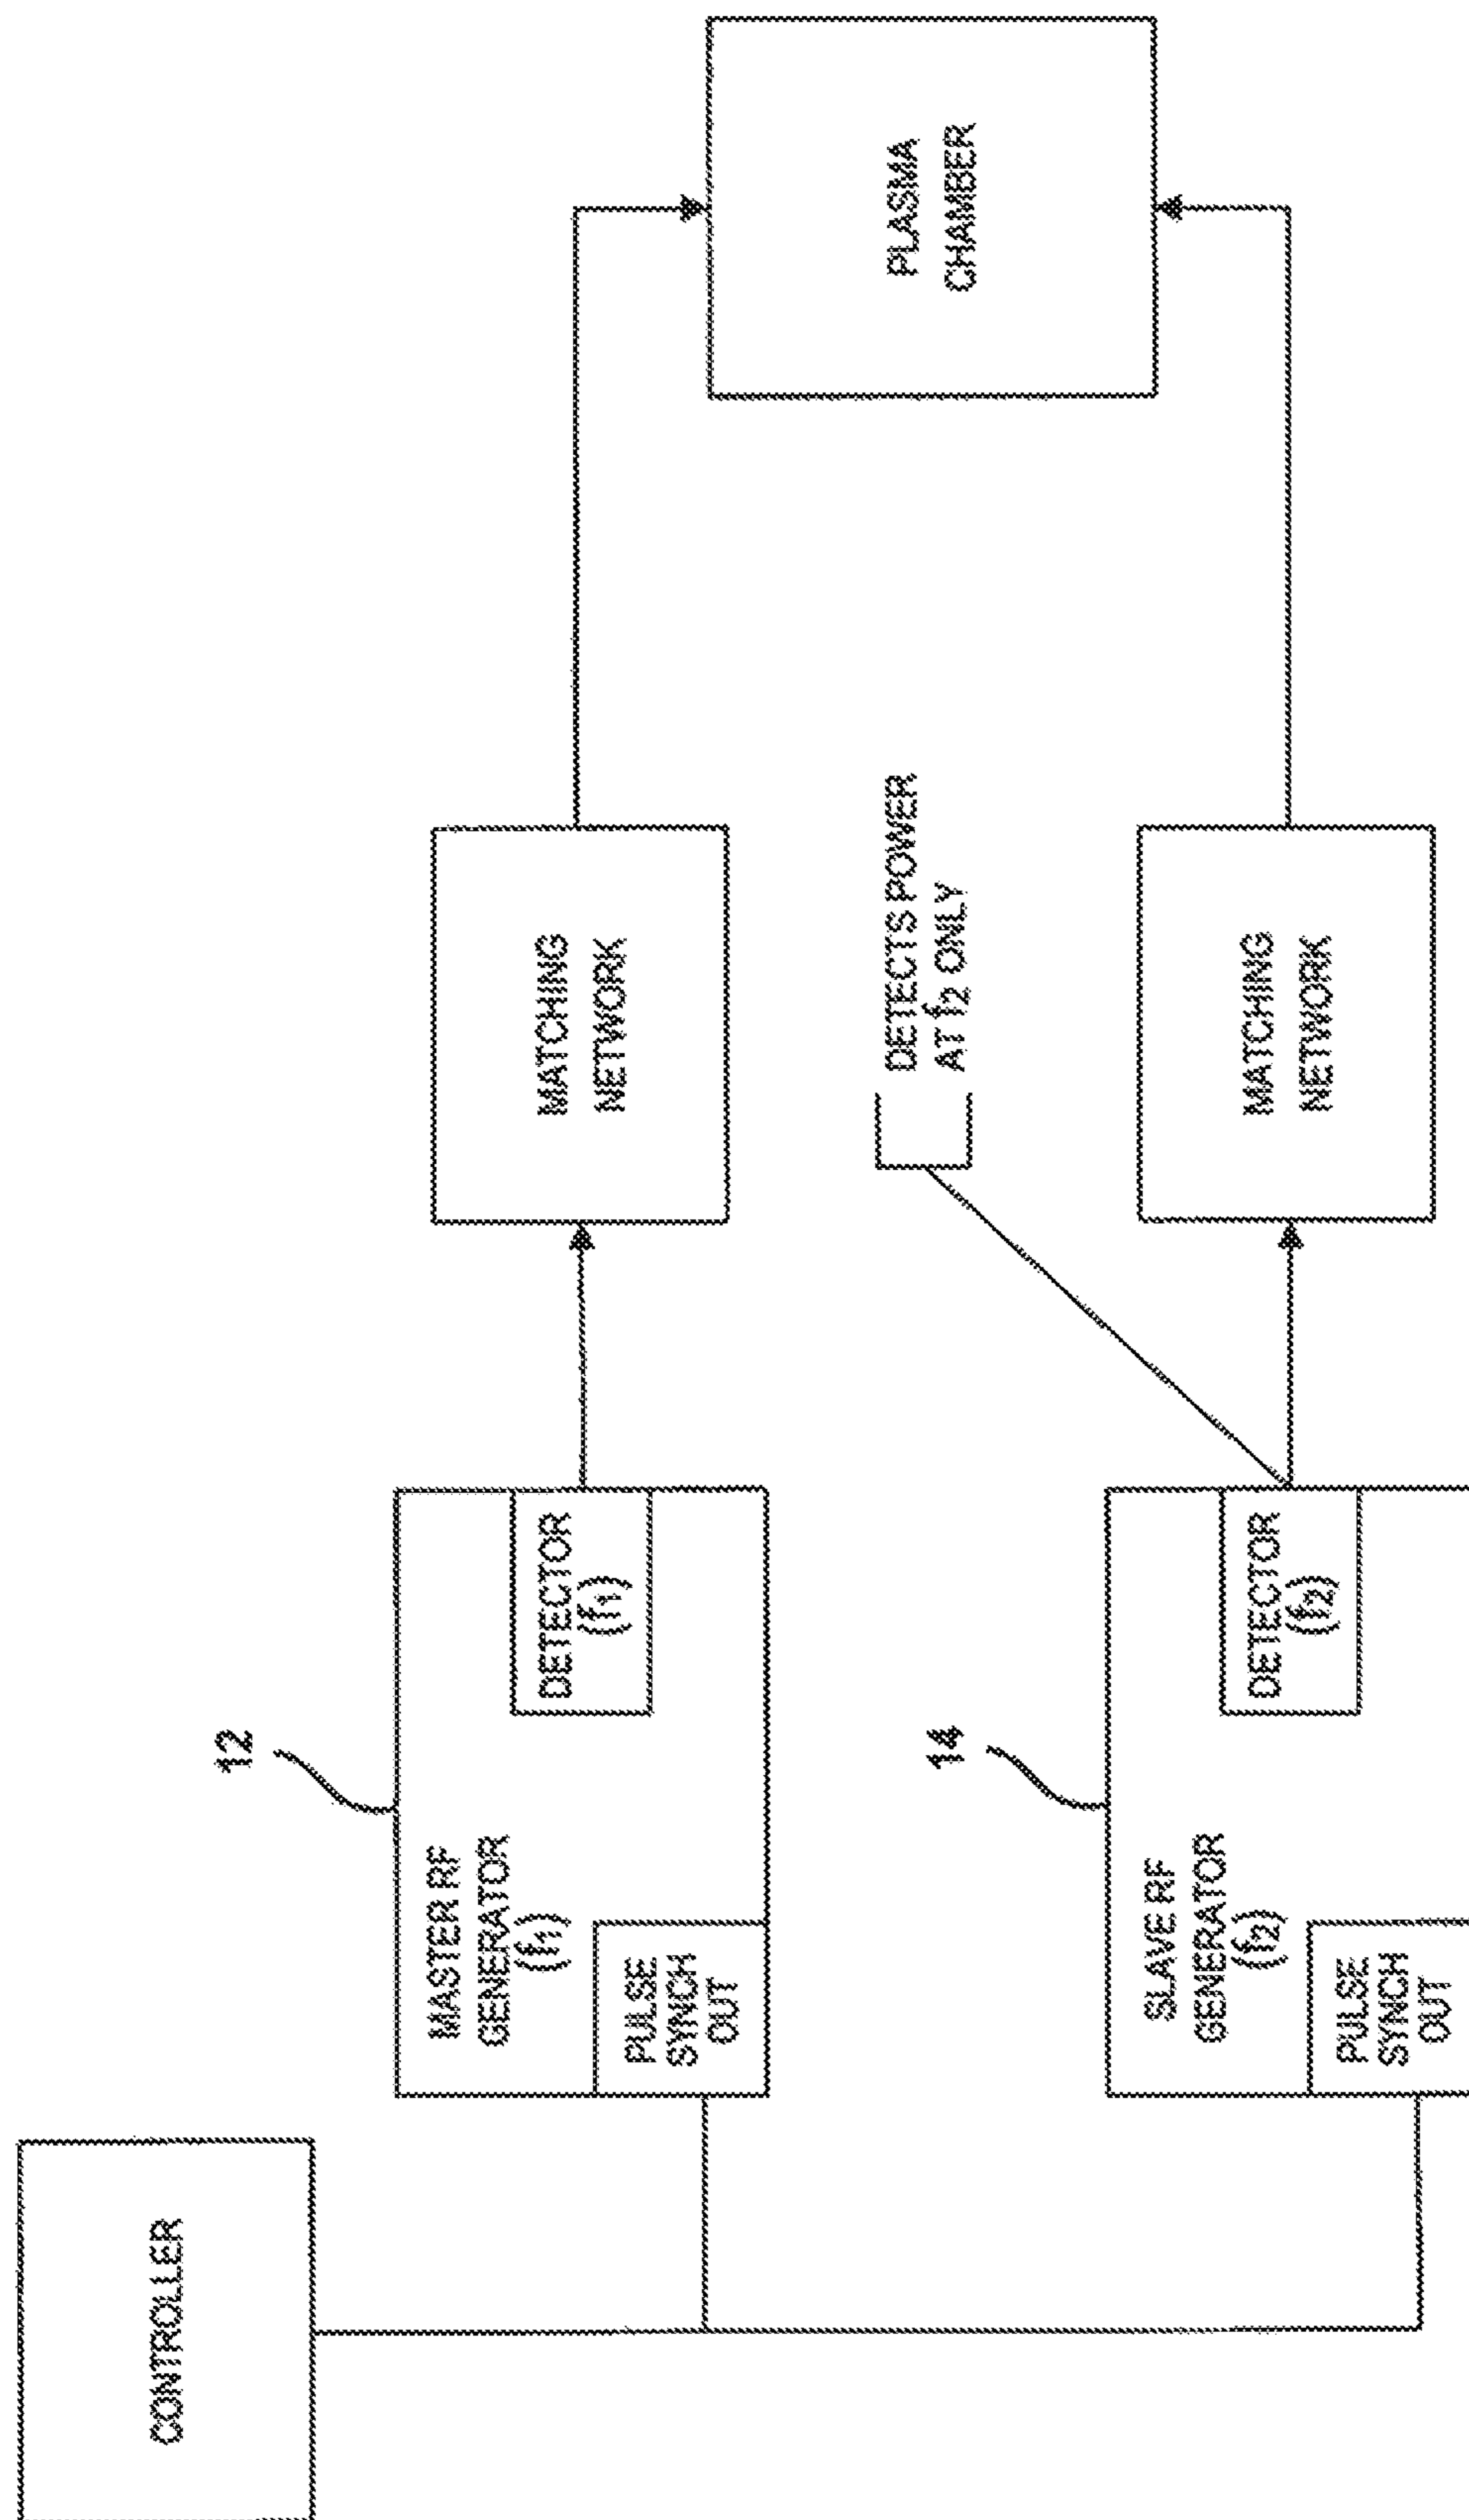 CONTROLLER
12
MASTER RF
GENERATOR
(f1)
PULSE
SYNCH
OUT
DETECTOR
(f1)
MATCHING
NETWORK
PLASMA
CHAMBER
DETECTS POWER
AT f2 ONLY
14
SLAVE RF
GENERATOR
(f2)
PULSE
SYNCH
OUT
DETECTOR
(f2)
MATCHING
NETWORK